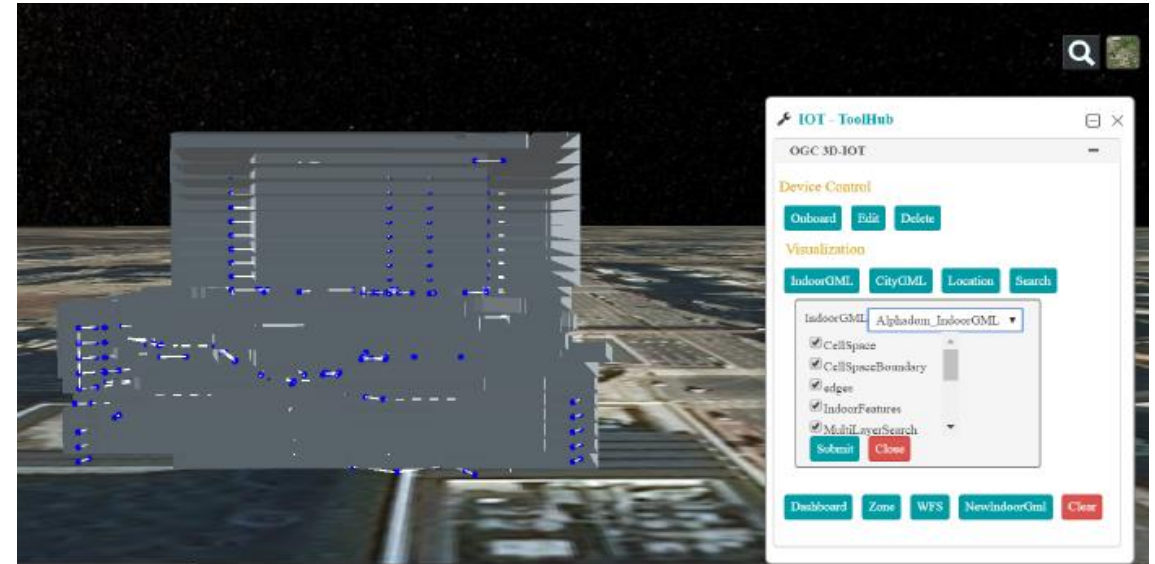 IOT - ToolHub
OGC 3D-IOT
Device Control
Onboard Edit Delete
Visualization
IndoorGML CityGML Location Search
IndoorGML Alphadom_IndoorGML
CellSpace
CellSpaceBoundary
edges
IndoorFeatures
MultiLayerSearch
Submit Close
Dashboard Zone WFS NewIndoorGml Clear